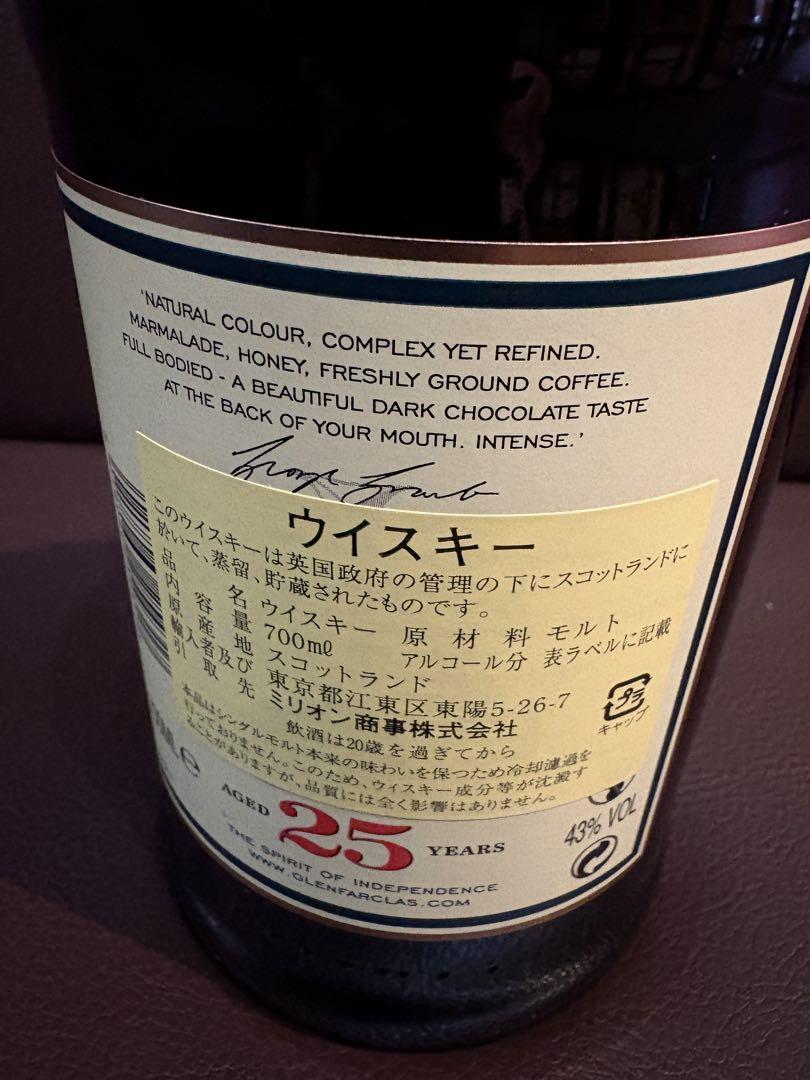 'NATURAL COLOUR, COMPLEX YET REFINED.
MARMALADE, HONEY, FRESHLY GROUND COFFEE.
FULL BODIED - A BEAUTIFUL DARK CHOCOLATE TASTE
AT THE BACK OF YOUR MOUTH. INTENSE.'
ウイスキー
このウイスキーは英国政府の管理の下にスコットランドに
於いて、蒸留、貯蔵されたものです。
品名 ウイスキー 原材料 モルト
内容量 700mℓ アルコール分 表ラベルに記載
原産地 スコットランド
輸入者及び 東京都江東区東陽5-26-7
引取先 ミリオン商事株式会社
プラ
キャップ
飲酒は20歳を過ぎてから
本品はシングルモルト本来の味わいを保つため冷却濾過を
行っておりません。このため、ウィスキー成分等が沈澱す
ることがありますが、品質には全く影響はありません。
AGED 25 YEARS
43% VOL
THE SPIRIT OF INDEPENDENCE
WWW.GLENFARCLAS.COM